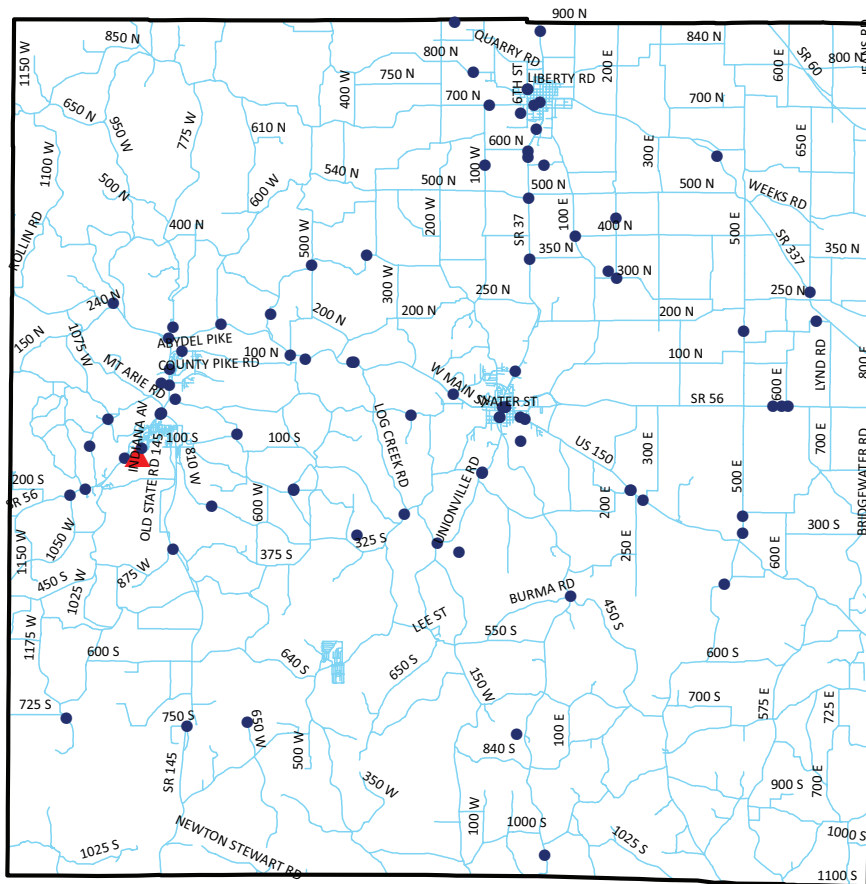 900 N
850 N
QUARRY RD
840 N
800 N
SR 60
800 N
1150 W
6TH ST
LIBERTY RD
200 E
600 E
400 W
750 N
700 N
700 N
650 N
950 W
775 W
610 N
600 N
300 E
650 E
1100 W
540 N
100 W
500 N
600 W
500 N
500 N
500 N
WEEKS RD
ROLLIN RD
400 N
500 W
200 W
SR 37
100 E
400 N
500 E
SR 337
350 N
350 N
300 W
300 N
240 N
250 N
250 N
150 N
1075 W
200 N
200 N
200 N
ABYDEL PIKE
COUNTY PIKE RD
100 N
100 N
LYND RD
800 E
MT ARIE RD
W MAIN ST
WATER ST
SR 56
600 E
INDIANA AV
OLD STATE RD 145
100 S
100 S
LOG CREEK RD
US 150
300 E
700 E
200 S
SR 56
810 W
UNIONVILLE RD
500 E
BRIDGEWATER RD
600 W
200 E
1050 W
1150 W
325 S
300 S
375 S
250 E
600 E
450 S
1025 W
875 W
BURMA RD
450 S
LEE ST
550 S
1175 W
600 S
640 S
650 S
600 S
150 W
725 S
750 S
650 W
700 S
575 E
725 E
500 W
100 E
840 S
SR 145
350 W
900 S
700 E
100 W
1000 S
1025 S
1000 S
NEWTON STEWART RD
1025 S
1100 S